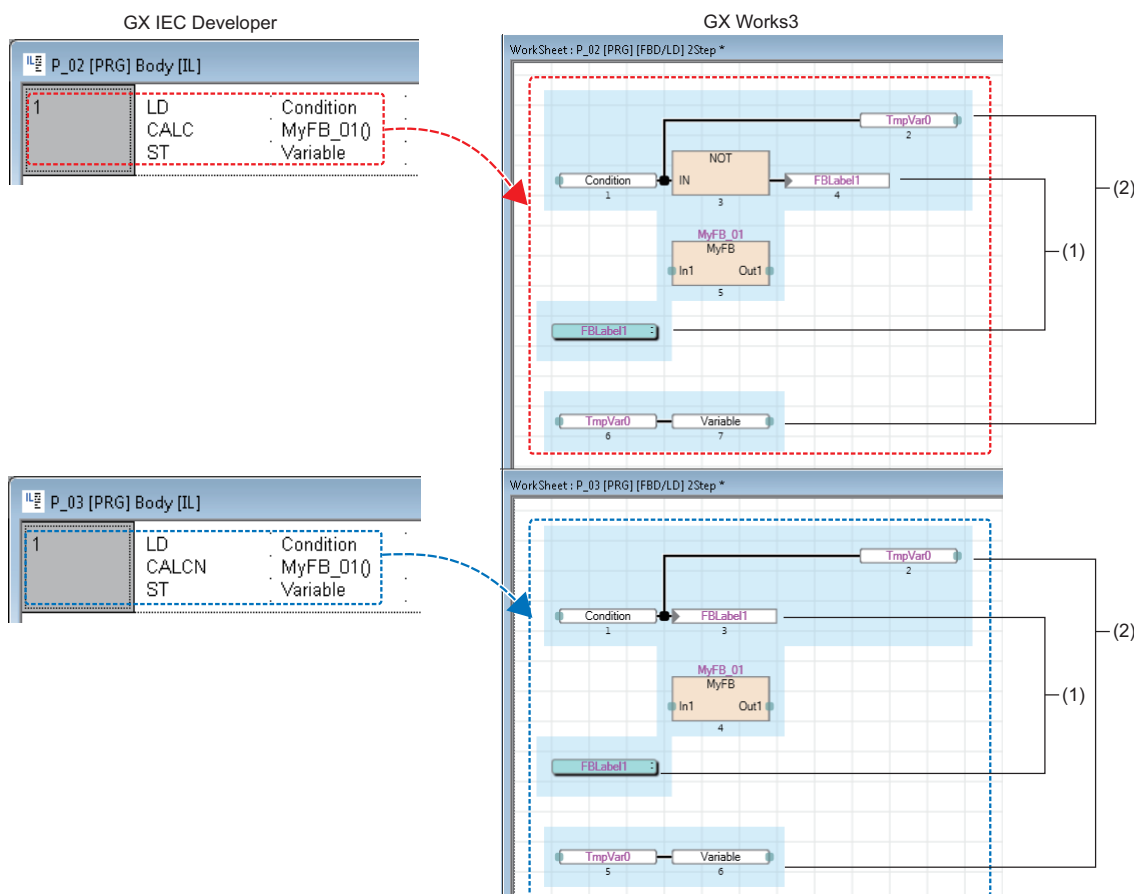 GX IEC Developer
GX Works3
P_02 [PRG] Body [IL]
1
LD Condition
CALC MyFB_01()
ST Variable
WorkSheet : P_02 [PRG] [FBD/LD] 2Step *
TmpVar0
2
NOT
Condition IN FBLabel1
1 3 4
MyFB_01
MyFB
In1 Out1
5
FBLabel1 :
TmpVar0 Variable
6 7
(2)
(1)
P_03 [PRG] Body [IL]
1
LD Condition
CALCN MyFB_01()
ST Variable
WorkSheet : P_03 [PRG] [FBD/LD] 2Step *
TmpVar0
2
Condition FBLabel1
1 3
MyFB_01
MyFB
In1 Out1
4
FBLabel1 :
TmpVar0 Variable
5 6
(2)
(1)